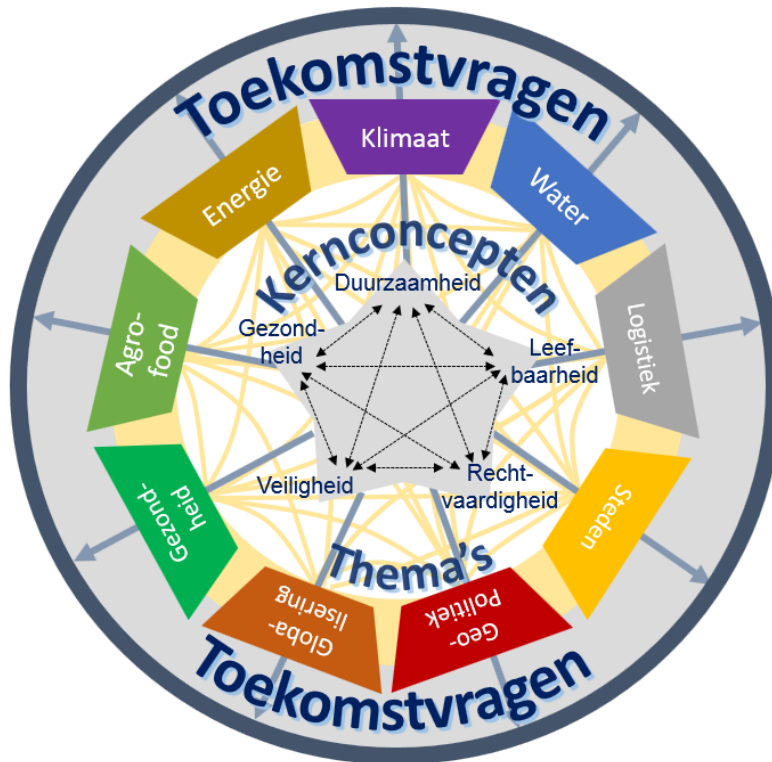 Toekomstvragen
Klimaat
Energie
Water
Kernconcepten
Duurzaamheid
Gezond-
heid
Leef-
baarheid
Agro-
food
Logistiek
Veiligheid
Recht-
vaardigheid
Gezond-
heid
Steden
Thema's
Globa-
lisering
Geo-
Politiek
Toekomstvragen